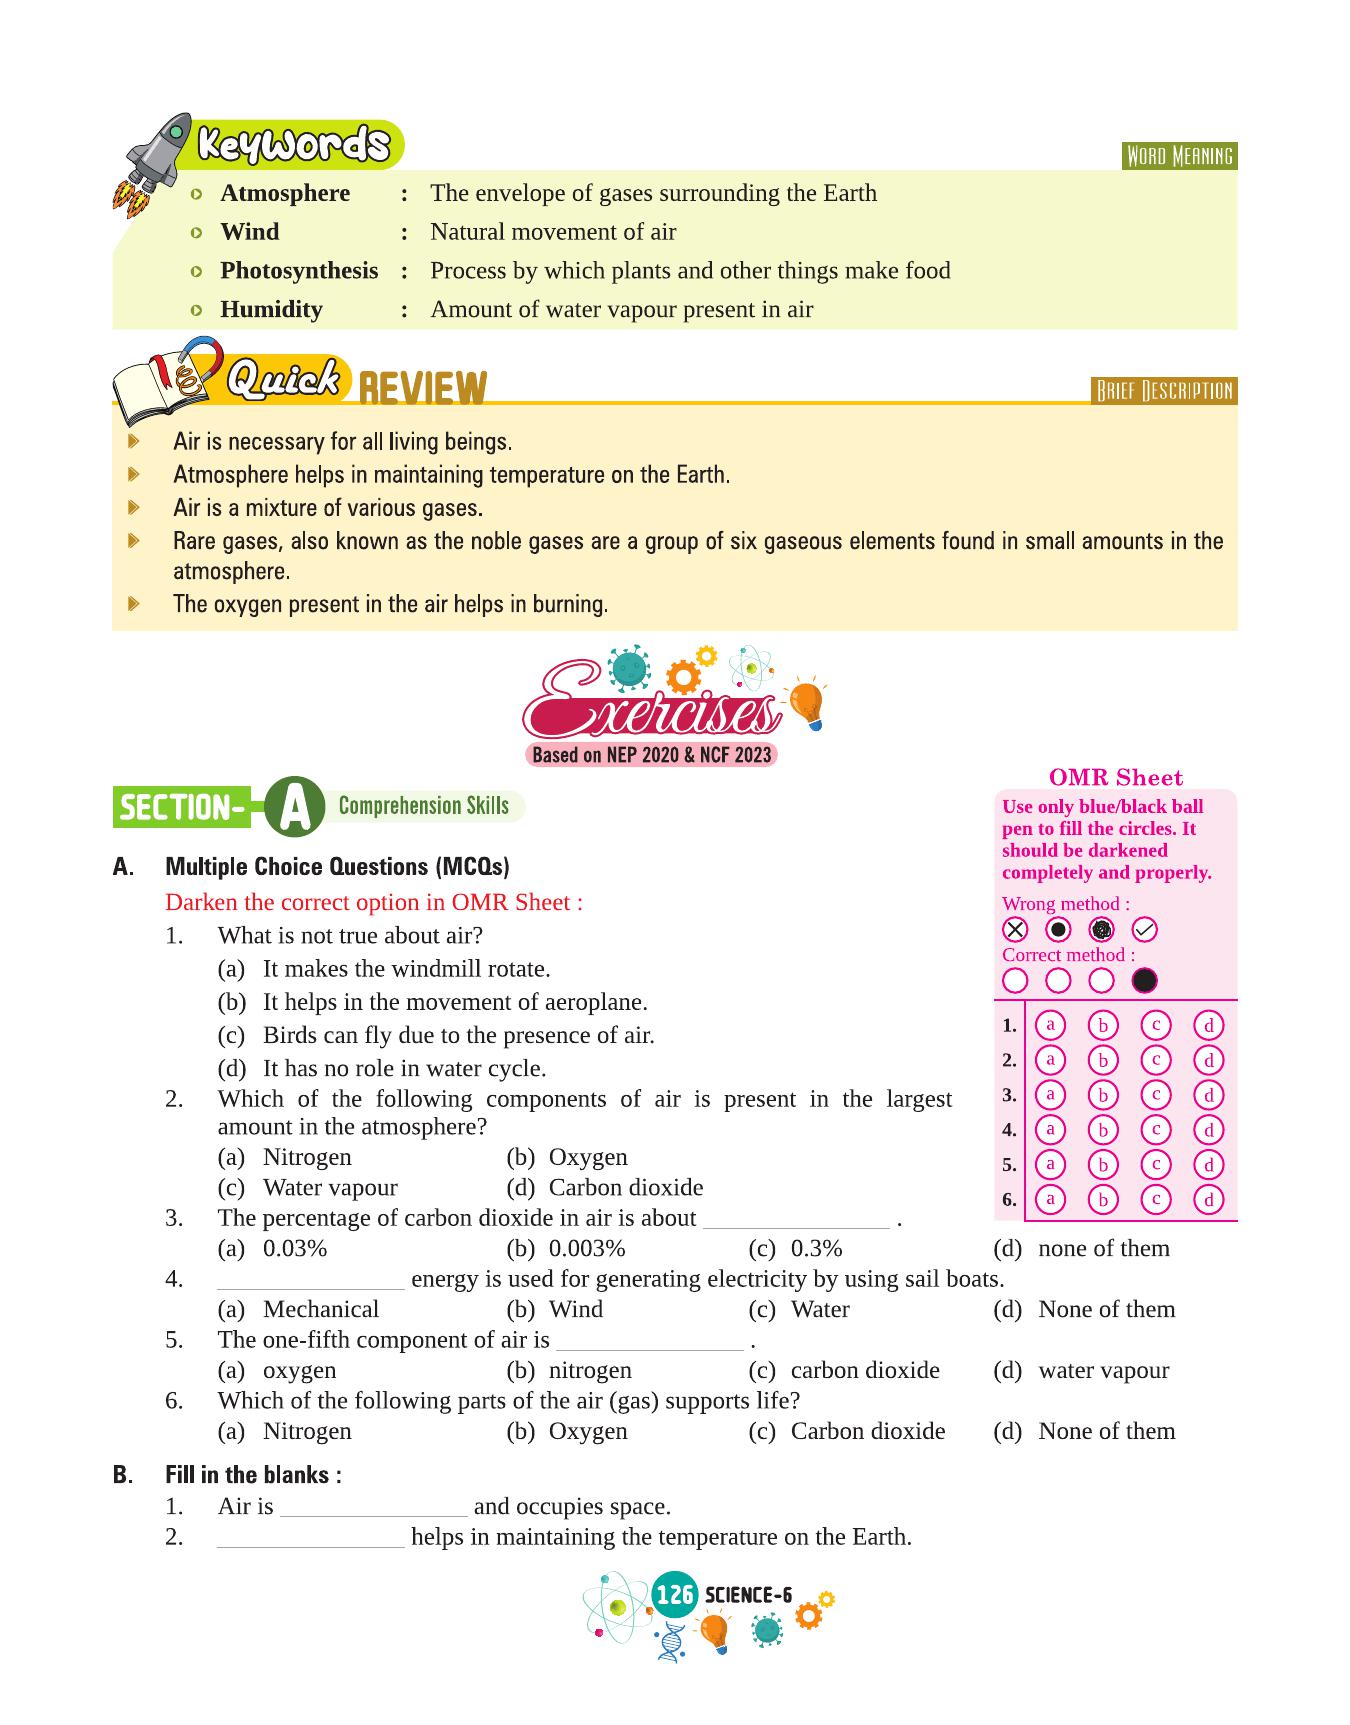 Keywords
WORD MEANING
Atmosphere : The envelope of gases surrounding the Earth
Wind : Natural movement of air
Photosynthesis : Process by which plants and other things make food
Humidity : Amount of water vapour present in air
Quick REVIEW
BRIEF DESCRIPTION
Air is necessary for all living beings.
Atmosphere helps in maintaining temperature on the Earth.
Air is a mixture of various gases.
Rare gases, also known as the noble gases are a group of six gaseous elements found in small amounts in the
atmosphere.
The oxygen present in the air helps in burning.
Exercises
Based on NEP 2020 & NCF 2023
SECTION- A Comprehension Skills
A. Multiple Choice Questions (MCQs)
Darken the correct option in OMR Sheet :
1. What is not true about air?
(a) It makes the windmill rotate.
(b) It helps in the movement of aeroplane.
(c) Birds can fly due to the presence of air.
(d) It has no role in water cycle.
2. Which of the following components of air is present in the largest
amount in the atmosphere?
(a) Nitrogen (b) Oxygen
(c) Water vapour (d) Carbon dioxide
OMR Sheet
Use only blue/black ball
pen to fill the circles. It
should be darkened
completely and properly.
Wrong method :
Correct method :
1. a b c d
2. a b c d
3. a b c d
4. a b c d
5. a b c d
6. a b c d
3. The percentage of carbon dioxide in air is about _______________ .
(a) 0.03% (b) 0.003% (c) 0.3% (d) none of them
4. _______________ energy is used for generating electricity by using sail boats.
(a) Mechanical (b) Wind (c) Water (d) None of them
5. The one-fifth component of air is _______________ .
(a) oxygen (b) nitrogen (c) carbon dioxide (d) water vapour
6. Which of the following parts of the air (gas) supports life?
(a) Nitrogen (b) Oxygen (c) Carbon dioxide (d) None of them
B. Fill in the blanks :
1. Air is _______________ and occupies space.
2. _______________ helps in maintaining the temperature on the Earth.
126 SCIENCE-6